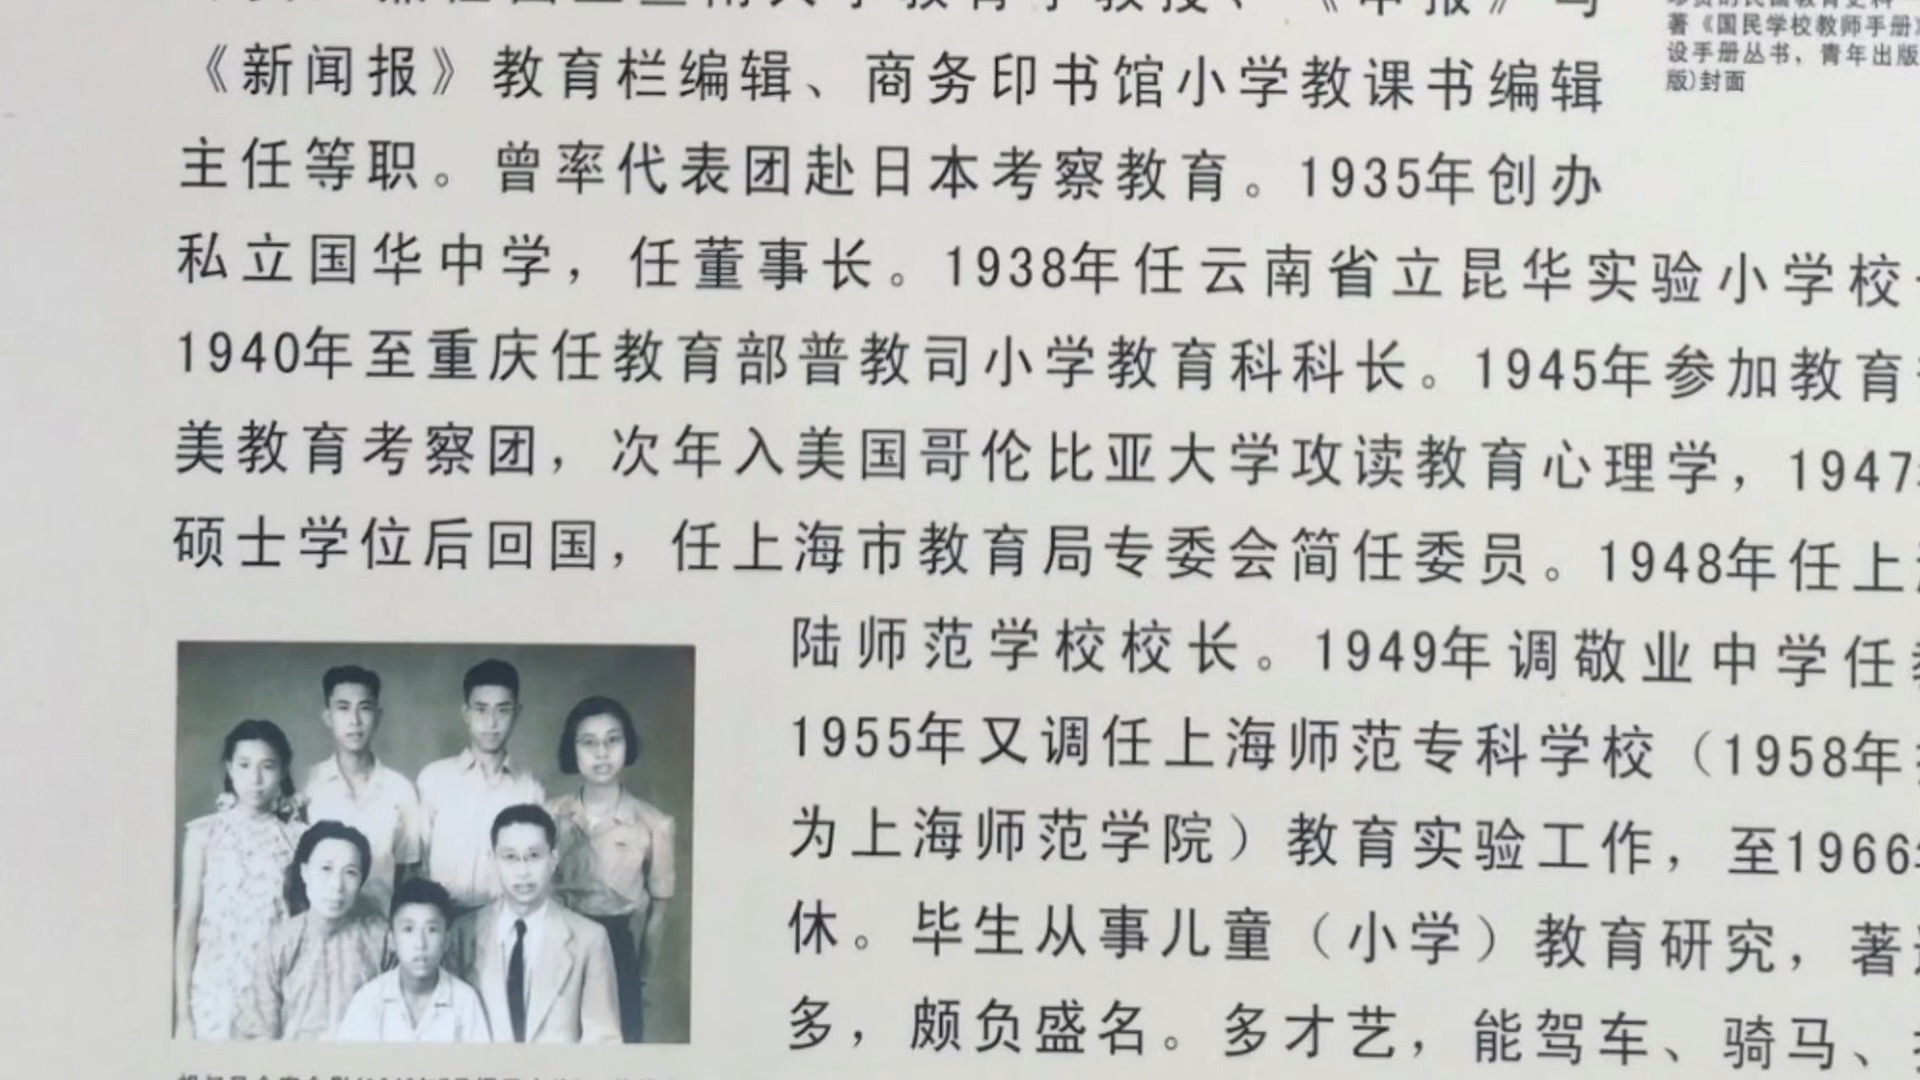 《新闻报》教育栏编辑、商务印书馆小学教课书编辑
主任等职。曾率代表团赴日本考察教育。1935年创办
私立国华中学，任董事长。1938年任云南省立昆华实验小学校
1940年至重庆任教育部普教司小学教育科科长。1945年参加教育
美教育考察团，次年入美国哥伦比亚大学攻读教育心理学，1947
硕士学位后回国，任上海市教育局专委会简任委员。1948年任上
陆师范学校校长。1949年调敬业中学任
1955年又调任上海师范专科学校（1958年
为上海师范学院）教育实验工作，至1966
休。毕生从事儿童（小学）教育研究，著
多，颇负盛名。多才艺，能驾车、骑马、
著《国民学校教师手册》
设手册丛书，青年出版
版)封面